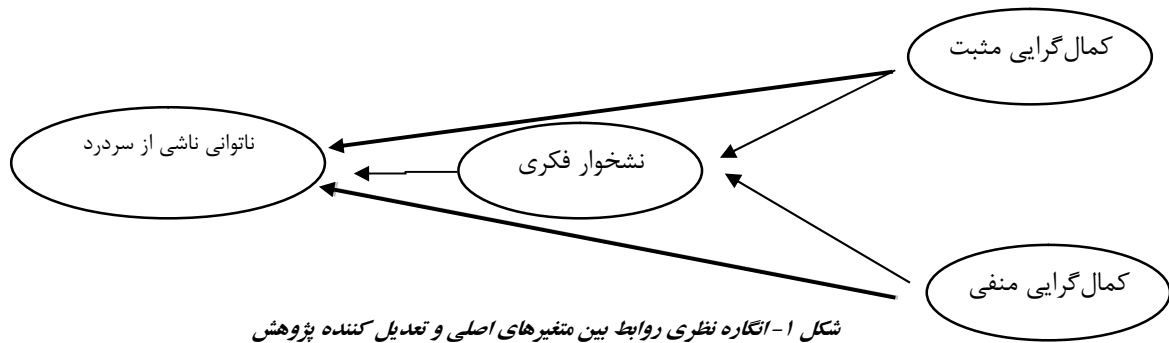 کمال‌گرایی مثبت
ناتوانی ناشی از سردرد
نشخوار فکری
کمال‌گرایی منفی
شکل ۱- انگاره نظری روابط بین متغیرهای اصلی و تعدیل کننده پژوهش